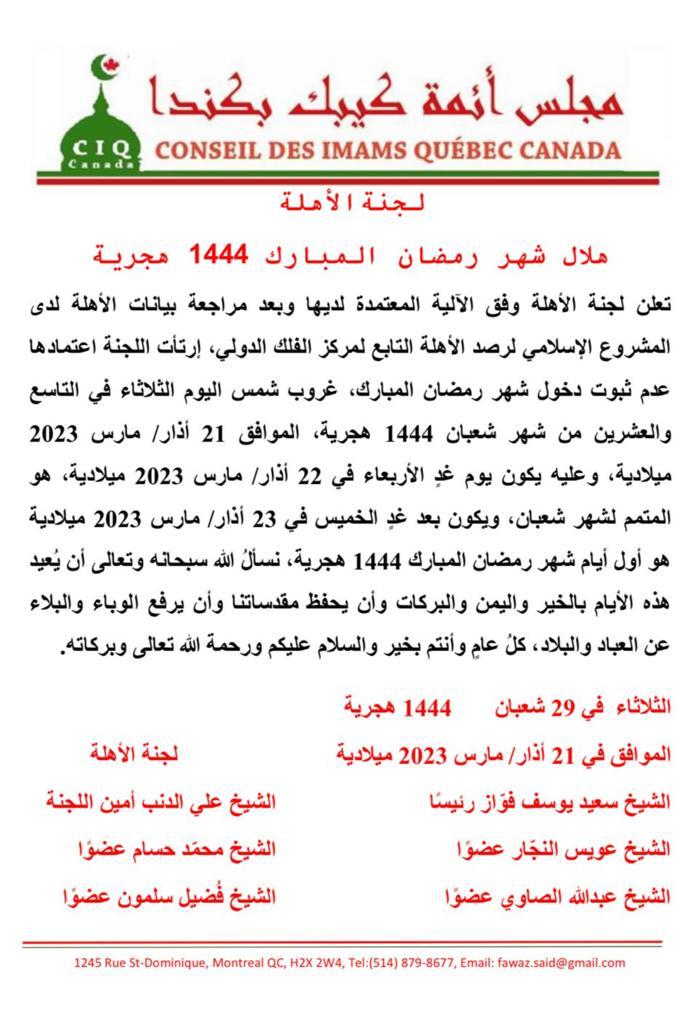 مجلس أئمة كيبك بكندا
CIQ
Canada
CONSEIL DES IMAMS QUÉBEC CANADA
لجنة الأهلة
هلال شهر رمضان المبارك 1444 هجرية
تعلن لجنة الأهلة وفق الآلية المعتمدة لديها وبعد مراجعة بيانات الأهلة لدى
المشروع الإسلامي لرصد الأهلة التابع لمركز الفلك الدولي، إرتأت اللجنة اعتمادها
عدم ثبوت دخول شهر رمضان المبارك، غروب شمس اليوم الثلاثاء في التاسع
والعشرين من شهر شعبان 1444 هجرية، الموافق 21 أذار/ مارس 2023
ميلادية، وعليه يكون يوم غدٍ الأربعاء في 22 أذار/ مارس 2023 ميلادية، هو
المتمم لشهر شعبان، ويكون بعد غدٍ الخميس في 23 أذار/ مارس 2023 ميلادية
هو أول أيام شهر رمضان المبارك 1444 هجرية، نسألُ الله سبحانه وتعالى أن يُعيد
هذه الأيام بالخير واليمن والبركات وأن يحفظ مقدساتنا وأن يرفع الوباء والبلاء
عن العباد والبلاد، كلُ عامٍ وأنتم بخير والسلام عليكم ورحمة الله تعالى وبركاته.
الثلاثاء في 29 شعبان 1444 هجرية
الموافق في 21 أذار/ مارس 2023 ميلادية لجنة الأهلة
الشيخ سعيد يوسف فوّاز رئيسًا الشيخ علي الدنب أمين اللجنة
الشيخ عويس النجّار عضوًا الشيخ محمّد حسام عضوًا
الشيخ عبدالله الصاوي عضوًا الشيخ فُضيل سلمون عضوًا
1245 Rue St-Dominique, Montreal QC, H2X 2W4, Tel:(514) 879-8677, Email: fawaz.said@gmail.com